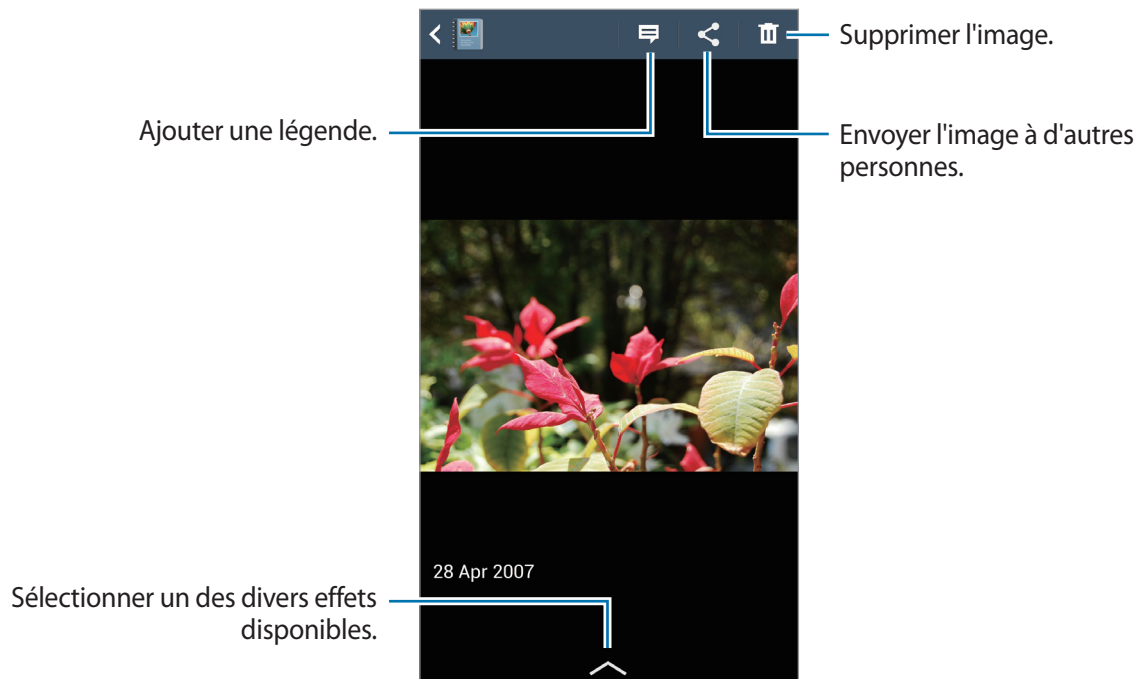 Supprimer l'image.
Ajouter une légende.
Envoyer l'image à d'autres
personnes.
28 Apr 2007
Sélectionner un des divers effets
disponibles.